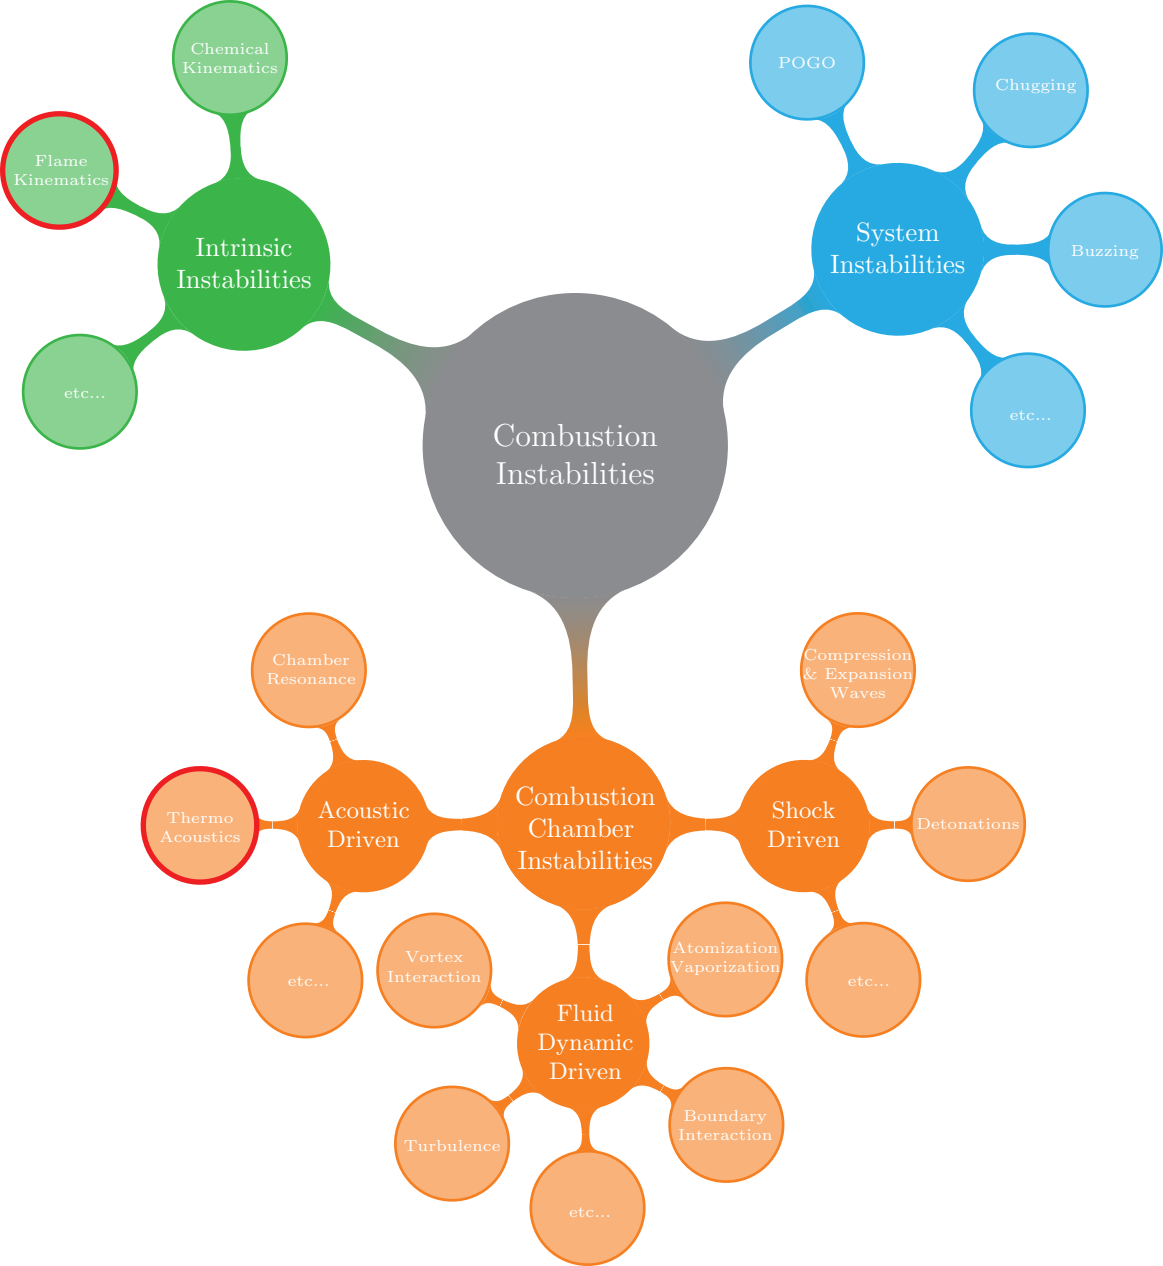 Chemical
Kinematics
Flame
Kinematics
Intrinsic
Instabilities
etc...
POGO
Chugging
System
Instabilities
Buzzing
etc...
Combustion
Instabilities
Chamber
Resonance
Thermo
Acoustics
Acoustic
Driven
etc...
Combustion
Chamber
Instabilities
Compression
& Expansion
Waves
Shock
Driven
Detonations
etc...
Vortex
Interaction
Atomization
Vaporization
Fluid
Dynamic
Driven
Turbulence
Boundary
Interaction
etc...